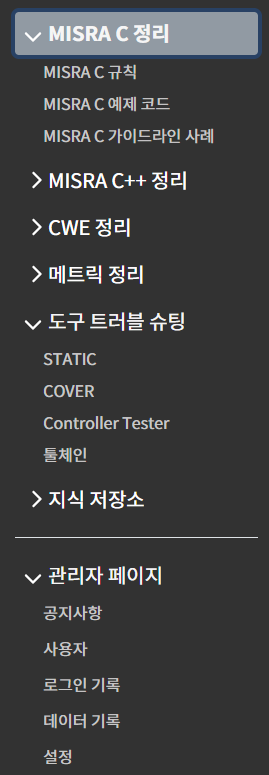 MISRA C 정리
MISRA C 규칙
MISRA C 예제 코드
MISRA C 가이드라인 사례
MISRA C++ 정리
CWE 정리
메트릭 정리
도구 트러블 슈팅
STATIC
COVER
Controller Tester
툴체인
지식 저장소
관리자 페이지
공지사항
사용자
로그인 기록
데이터 기록
설정